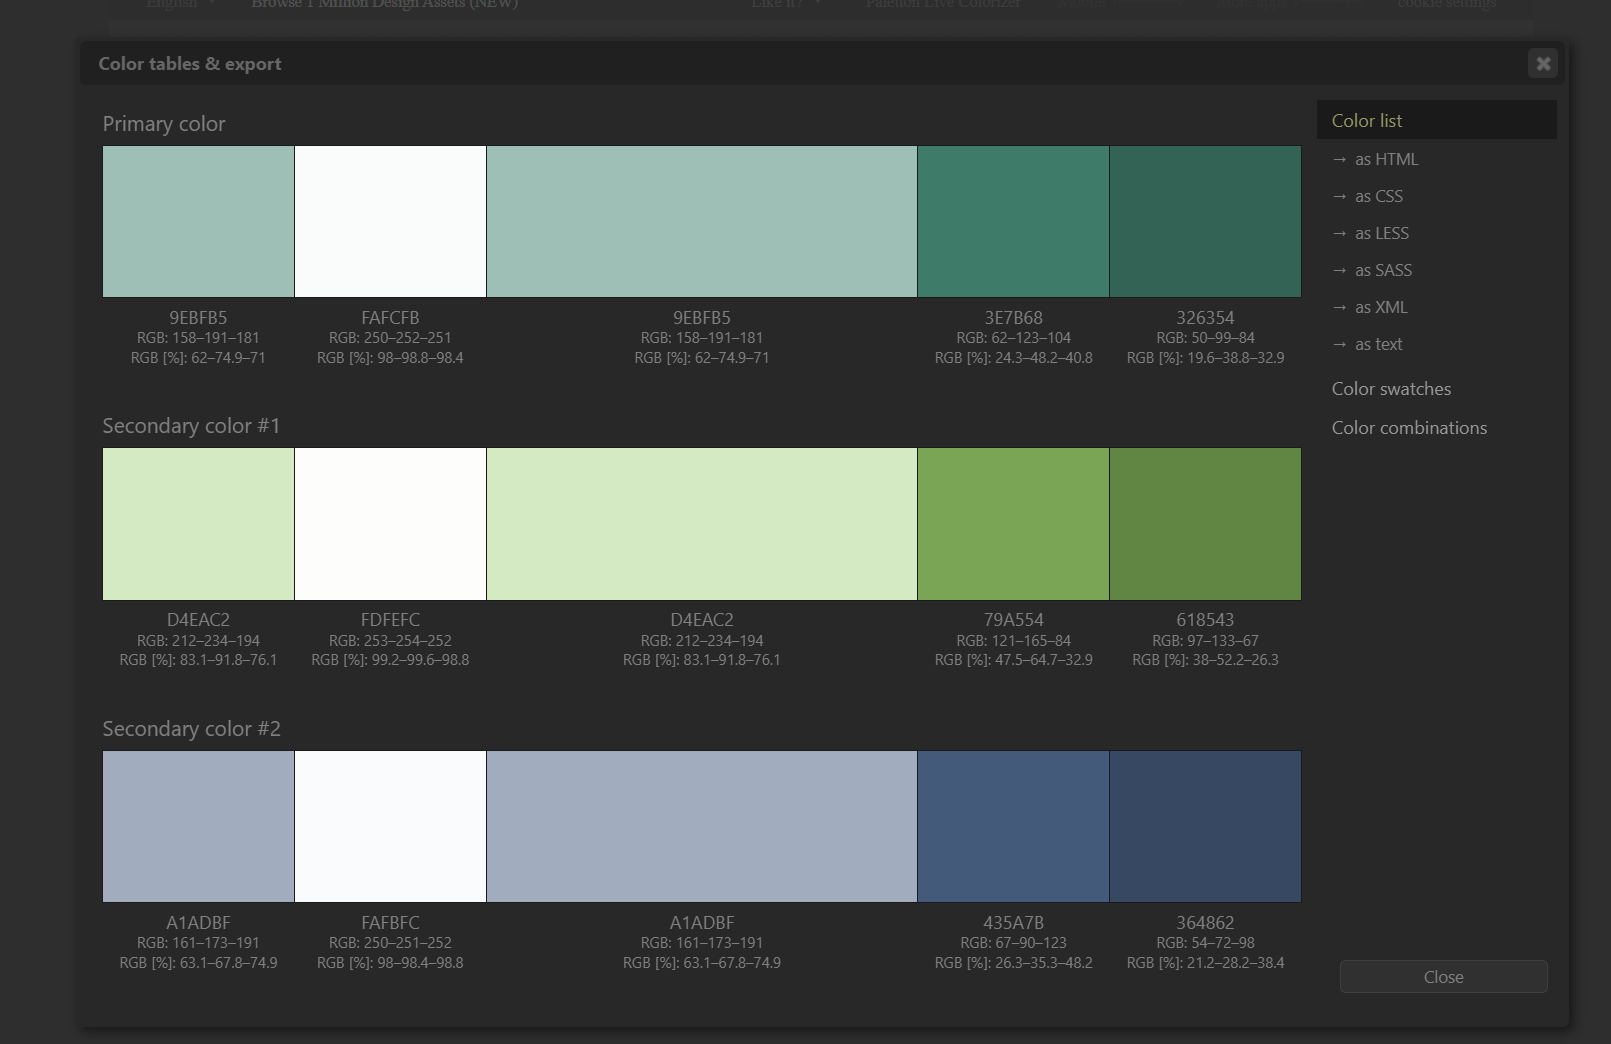 English Browse 1 Million Design Assets (NEW) Like it? Paletton Live Colorizer cookie settings
Color tables & export
Primary color
9EBFB5 FAFCFB 9EBFB5 3E7B68 326354
RGB: 158–191–181 RGB: 250–252–251 RGB: 158–191–181 RGB: 62–123–104 RGB: 50–99–84
RGB [%]: 62–74.9–71 RGB [%]: 98–98.8–98.4 RGB [%]: 62–74.9–71 RGB [%]: 24.3–48.2–40.8 RGB [%]: 19.6–38.8–32.9
Secondary color #1
D4EAC2 FDFEFC D4EAC2 79A554 618543
RGB: 212–234–194 RGB: 253–254–252 RGB: 212–234–194 RGB: 121–165–84 RGB: 97–133–67
RGB [%]: 83.1–91.8–76.1 RGB [%]: 99.2–99.6–98.8 RGB [%]: 83.1–91.8–76.1 RGB [%]: 47.5–64.7–32.9 RGB [%]: 38–52.2–26.3
Secondary color #2
A1ADBF FAFBFC A1ADBF 435A7B 364862
RGB: 161–173–191 RGB: 250–251–252 RGB: 161–173–191 RGB: 67–90–123 RGB: 54–72–98
RGB [%]: 63.1–67.8–74.9 RGB [%]: 98–98.4–98.8 RGB [%]: 63.1–67.8–74.9 RGB [%]: 26.3–35.3–48.2 RGB [%]: 21.2–28.2–38.4
Color list
→ as HTML
→ as CSS
→ as LESS
→ as SASS
→ as XML
→ as text
Color swatches
Color combinations
Close